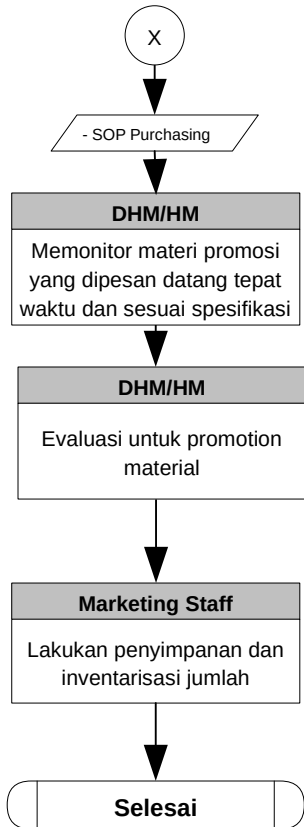 X
- SOP Purchasing
DHM/HM
Memonitor materi promosi
yang dipesan datang tepat
waktu dan sesuai spesifikasi
DHM/HM
Evaluasi untuk promotion
material
Marketing Staff
Lakukan penyimpanan dan
inventarisasi jumlah
Selesai